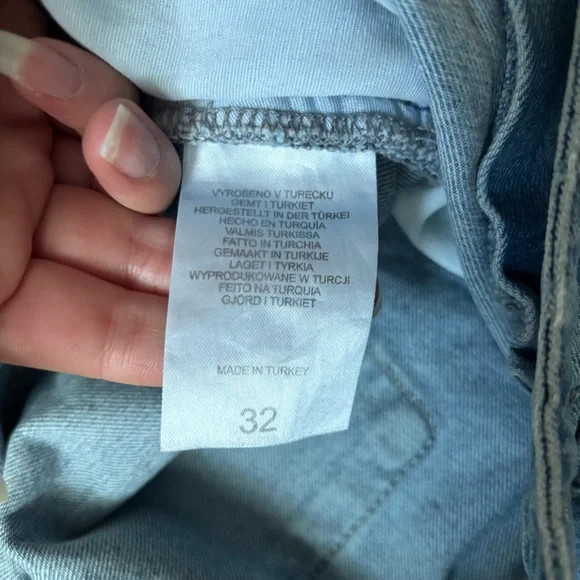 VYROBENO V TURECKU
GEMT I TURKIET
HERGESTELLT IN DER TÜRKEI
HECHO EN TURQUÍA
VALMIS TURKISSA
FATTO IN TURCHIA
GEMAAKT IN TURKIJE
LAGET I TYRKIA
WYPRODUKOWANE W TURCJI
FEITO NA TURQUIA
GJORD I TURKIET
MADE IN TURKEY
32